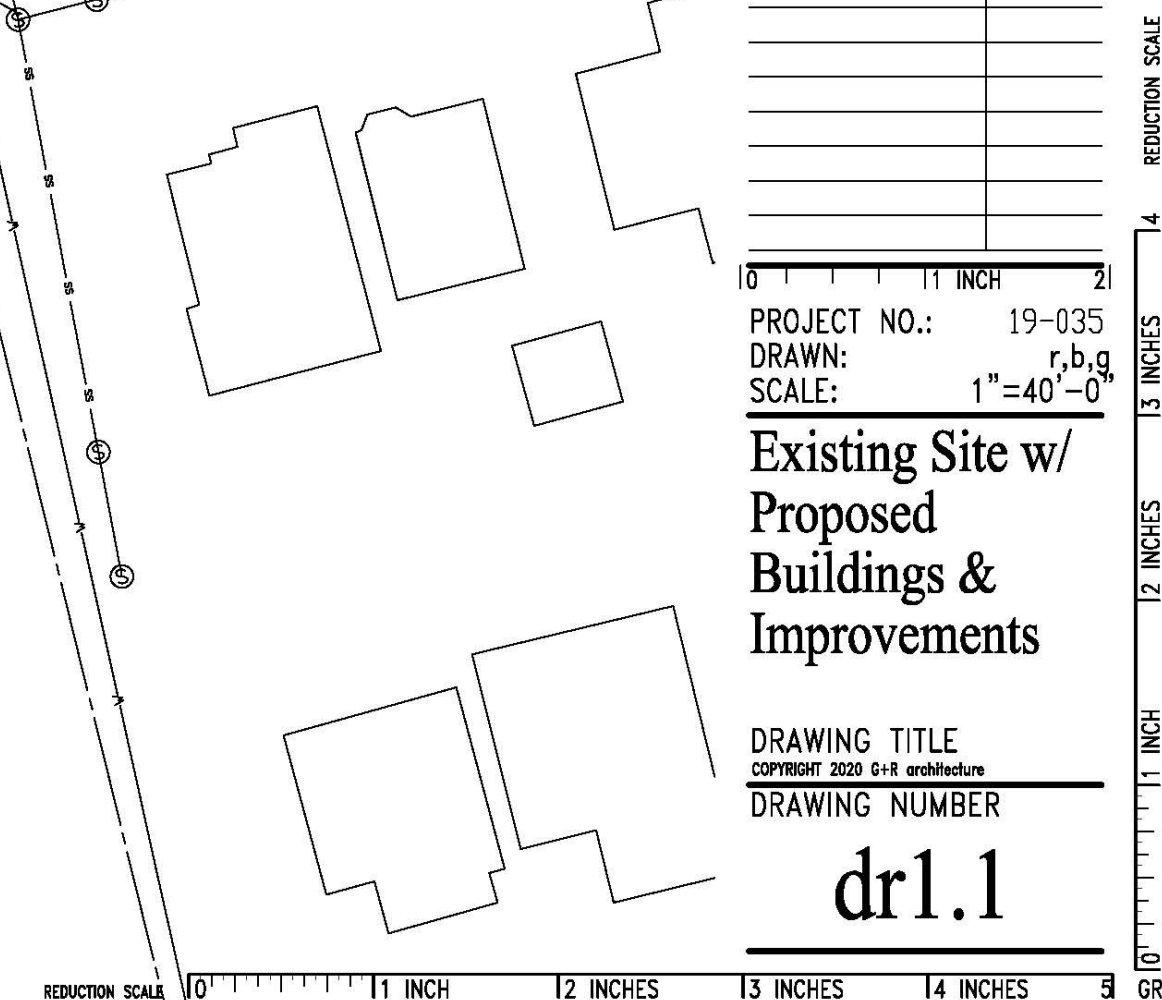 S
S
SS
SS
SS
SS
S
S
W
W
W
REDUCTION SCALE
0 1 INCH 2
PROJECT NO.: 19-035
DRAWN: r,b,g
SCALE: 1"=40'-0"
Existing Site w/
Proposed
Buildings &
Improvements
DRAWING TITLE
COPYRIGHT 2020 G+R architecture
DRAWING NUMBER
dr1.1
4
3 INCHES
2 INCHES
1 INCH
0
REDUCTION SCALE 0 1 INCH 2 INCHES 3 INCHES 4 INCHES 5 GR